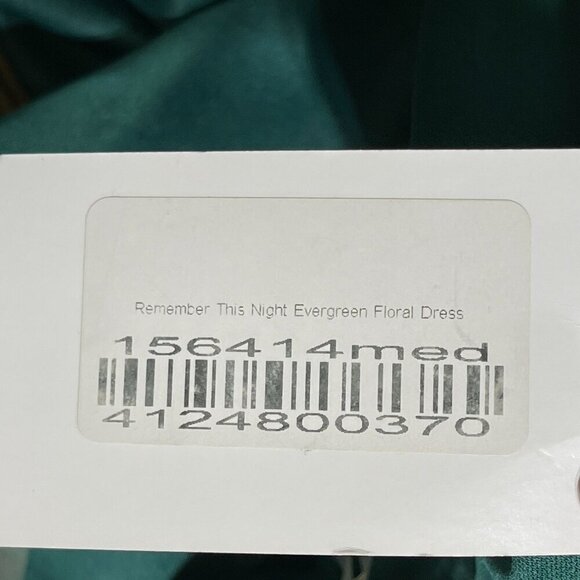 Remember This Night Evergreen Floral Dress
156414med
4124800370